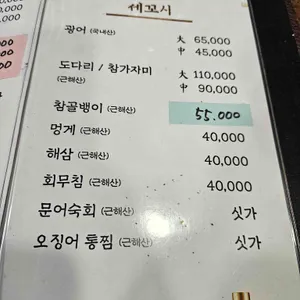 세꼬시
광어 (국내산) 大 65,000
中 45,000
도다리 / 참가자미 大 110,000
(근해산) 中 90,000
참골뱅이 (근해산) 55.000
멍게 (근해산) 40,000
해삼 (근해산) 40,000
회무침 (근해산) 40,000
문어숙회 (근해산) 싯가
오징어 통찜 (근해산) 싯가